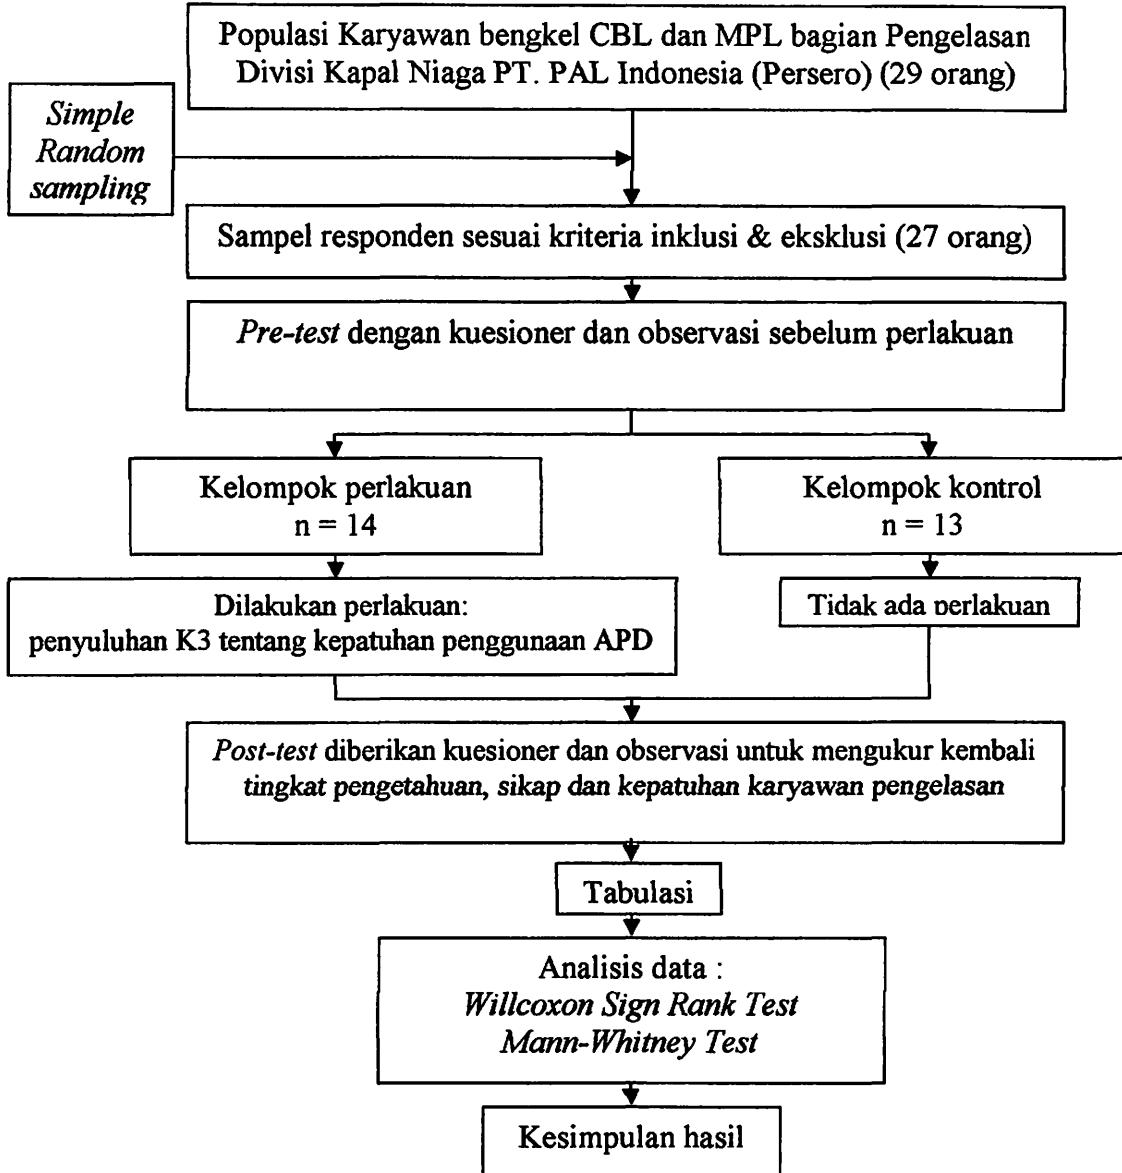 Populasi Karyawan bengkel CBL dan MPL bagian Pengelasan
Divisi Kapal Niaga PT. PAL Indonesia (Persero) (29 orang)
Simple
Random
sampling
Sampel responden sesuai kriteria inklusi & eksklusi (27 orang)
Pre-test dengan kuesioner dan observasi sebelum perlakuan
Kelompok perlakuan
n = 14
Kelompok kontrol
n = 13
Dilakukan perlakuan:
penyuluhan K3 tentang kepatuhan penggunaan APD
Tidak ada perlakuan
Post-test diberikan kuesioner dan observasi untuk mengukur kembali
tingkat pengetahuan, sikap dan kepatuhan karyawan pengelasan
Tabulasi
Analisis data :
Willcoxon Sign Rank Test
Mann-Whitney Test
Kesimpulan hasil